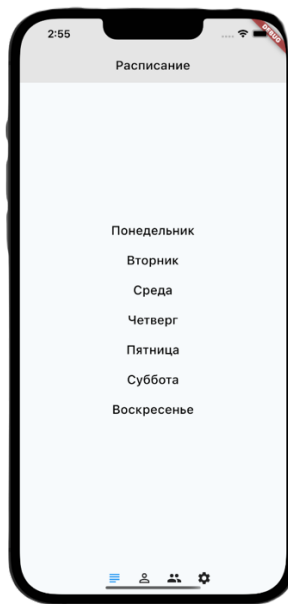 2:55
DEBUG
Расписание
Понедельник
Вторник
Среда
Четверг
Пятница
Суббота
Воскресенье